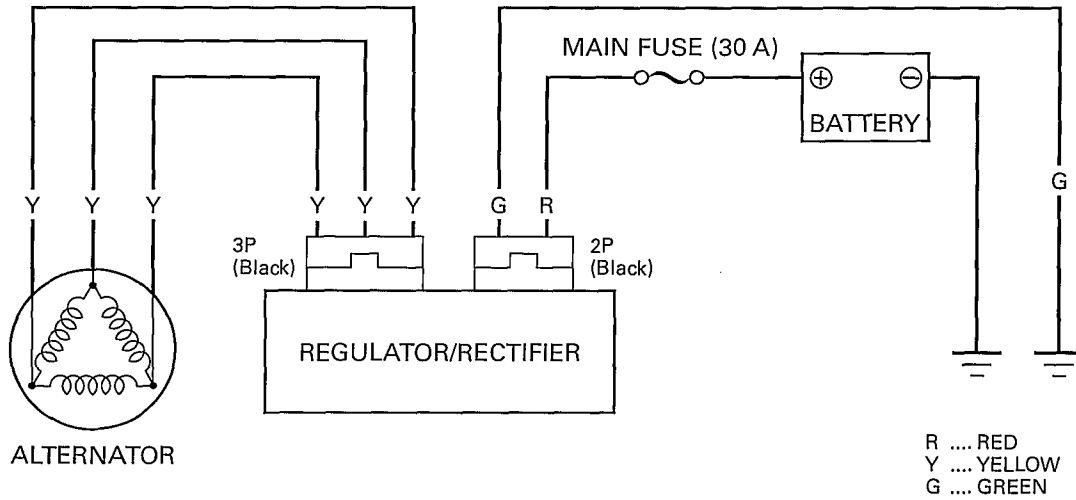 MAIN FUSE (30 A)
+ −
BATTERY
Y Y Y Y Y Y G R G
3P
(Black)
2P
(Black)
REGULATOR/RECTIFIER
ALTERNATOR
R .... RED
Y .... YELLOW
G .... GREEN